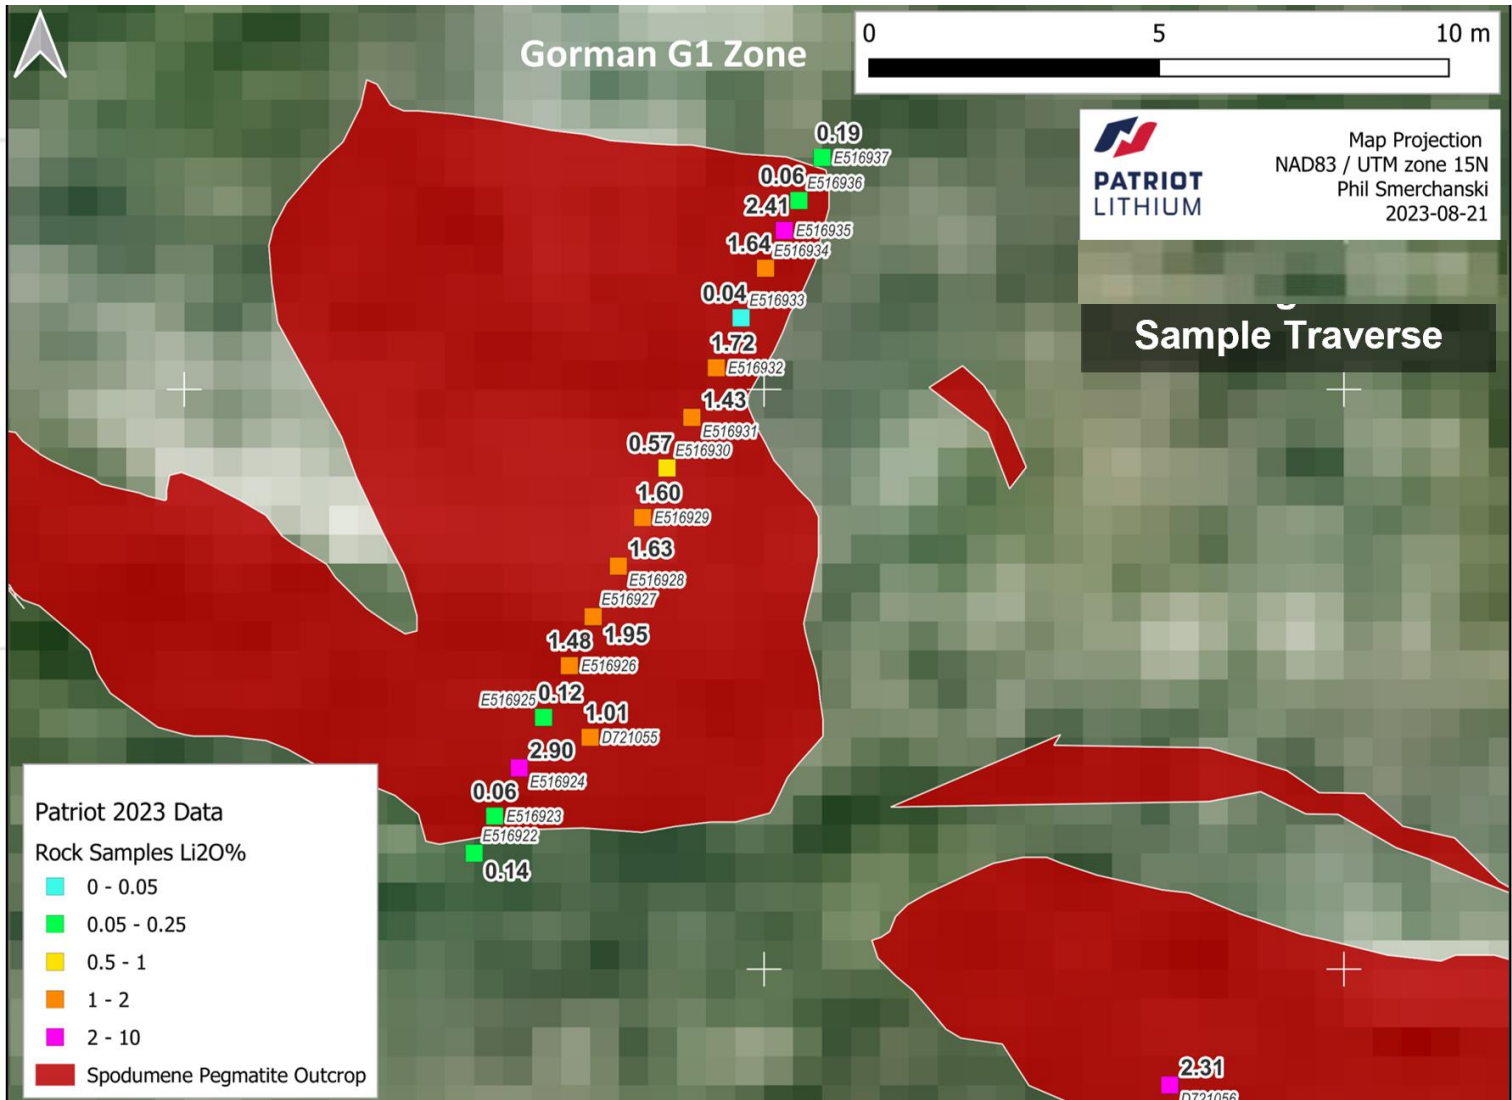 Gorman G1 Zone
0 5 10 m
PATRIOT
LITHIUM
Map Projection
NAD83 / UTM zone 15N
Phil Smerchanski
2023-08-21
Sample Traverse
0.19
E516937
0.06
E516936
2.41
E516935
1.64
E516934
0.04
E516933
1.72
E516932
1.43
E516931
0.57
E516930
1.60
E516929
1.63
E516928
E516927
1.95
1.48
E516926
E516925
0.12
1.01
D721055
2.90
E516924
0.06
E516923
E516922
0.14
2.31
D721056
Patriot 2023 Data
Rock Samples Li2O%
0 - 0.05
0.05 - 0.25
0.5 - 1
1 - 2
2 - 10
Spodumene Pegmatite Outcrop